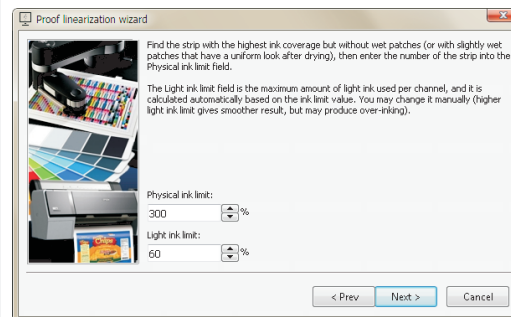 Proof linearization wizard
Find the strip with the highest ink coverage but without wet patches (or with slightly wet
patches that have a uniform look after drying), then enter the number of the strip into the
Physical ink limit field.
The Light ink limit field is the maximum amount of light ink used per channel, and it is
calculated automatically based on the ink limit value. You may change it manually (higher
light ink limit gives smoother result, but may produce over-inking).
Physical ink limit:
300 %
Light ink limit:
60 %
< Prev Next > Cancel